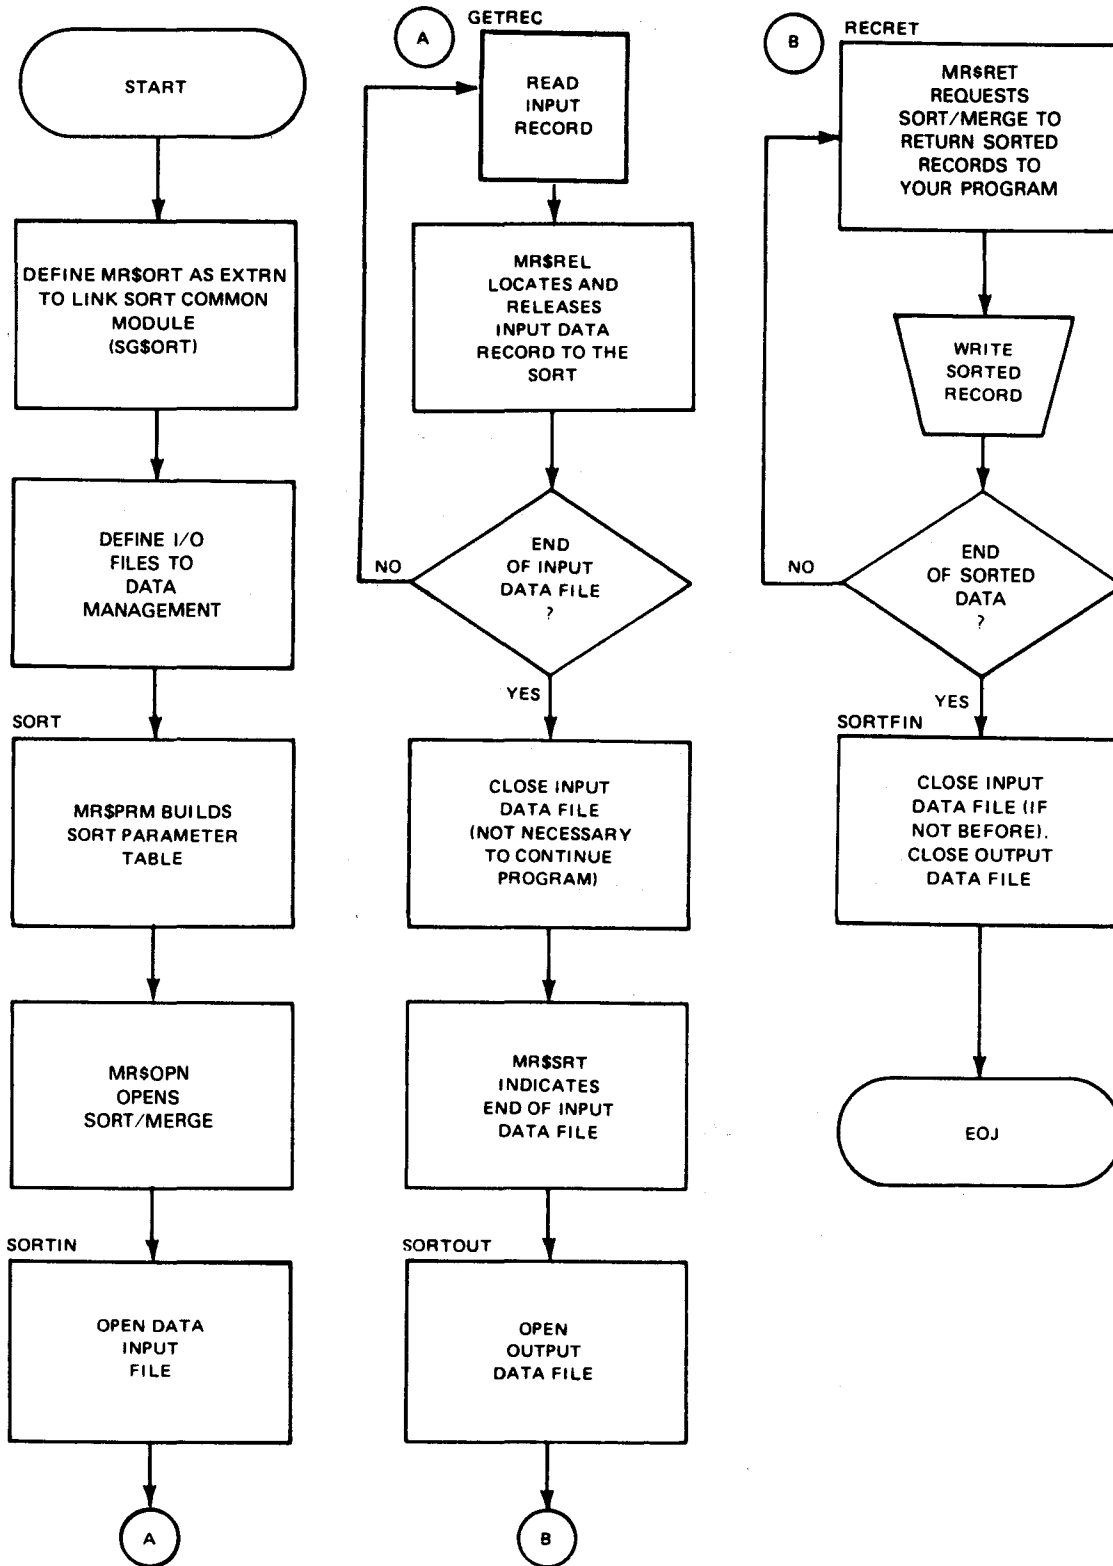 START
DEFINE MR$ORT AS EXTRN
TO LINK SORT COMMON
MODULE
(SG$ORT)
DEFINE I/O
FILES TO
DATA
MANAGEMENT
SORT
MR$PRM BUILDS
SORT PARAMETER
TABLE
MR$OPN
OPENS
SORT/MERGE
SORTIN
OPEN DATA
INPUT
FILE
A
A
GETREC
READ
INPUT
RECORD
MR$REL
LOCATES AND
RELEASES
INPUT DATA
RECORD TO THE
SORT
END
OF INPUT
DATA FILE
?
NO
YES
CLOSE INPUT
DATA FILE
(NOT NECESSARY
TO CONTINUE
PROGRAM)
MR$SRT
INDICATES
END OF INPUT
DATA FILE
SORTOUT
OPEN
OUTPUT
DATA FILE
B
B
RECRET
MR$RET
REQUESTS
SORT/MERGE TO
RETURN SORTED
RECORDS TO
YOUR PROGRAM
WRITE
SORTED
RECORD
END
OF SORTED
DATA
?
NO
YES
SORTFIN
CLOSE INPUT
DATA FILE (IF
NOT BEFORE).
CLOSE OUTPUT
DATA FILE
EOJ